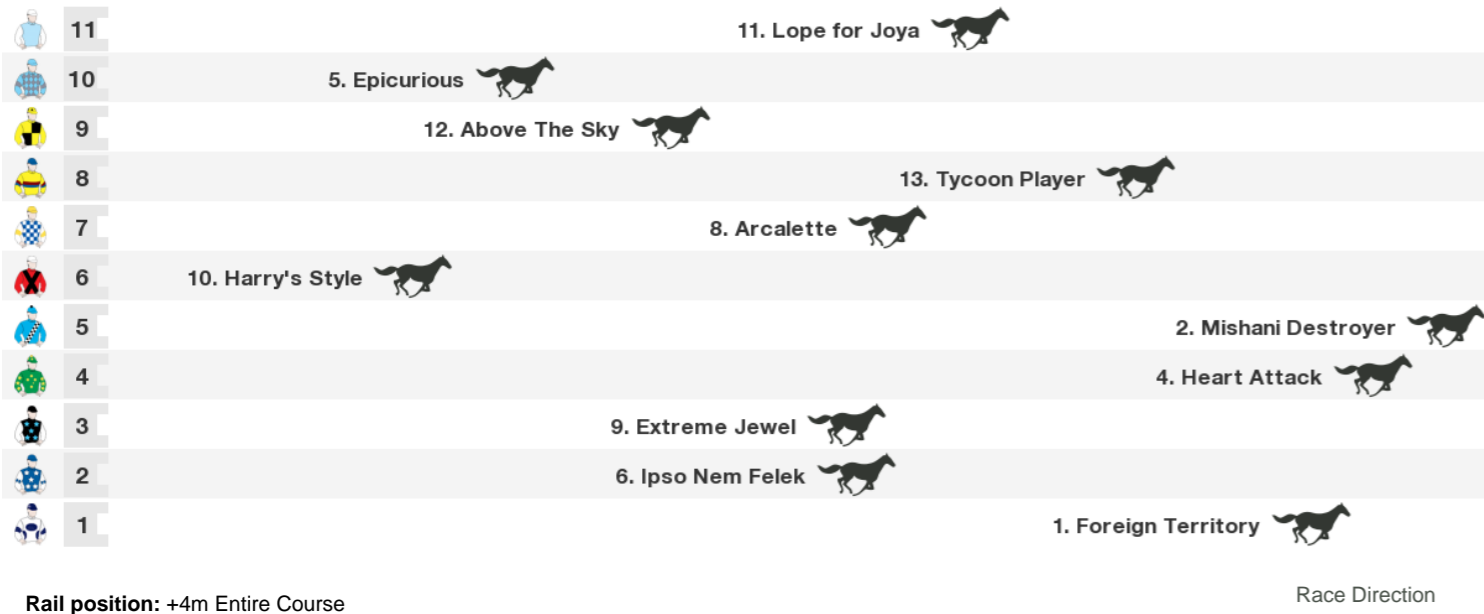 11 11. Lope for Joya
10 5. Epicurious
9 12. Above The Sky
8 13. Tycoon Player
7 8. Arcalette
6 10. Harry's Style
5 2. Mishani Destroyer
4 4. Heart Attack
3 9. Extreme Jewel
2 6. Ipso Nem Felek
1 1. Foreign Territory
Rail position: +4m Entire Course
Race Direction